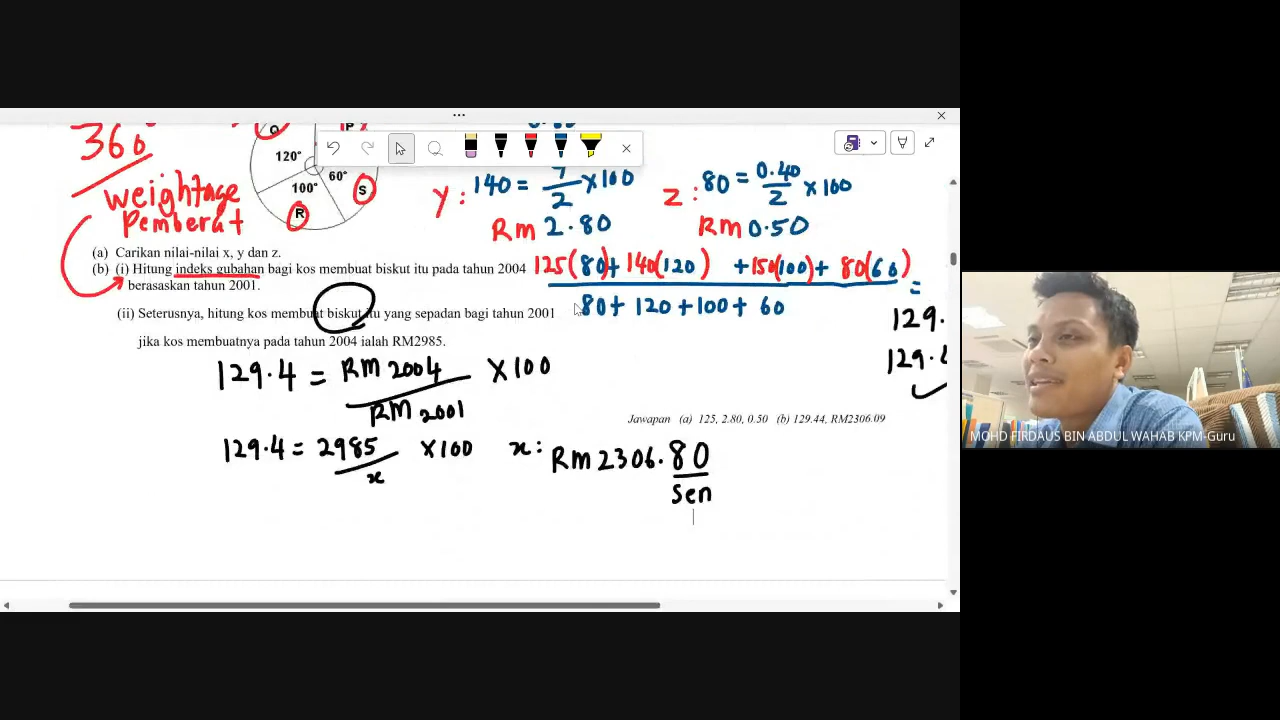 360°
P
Q
120°
60°
100°
S
R
weightage
Pemberat
y: 140 = y/2 × 100
Rm 2.80
z: 80 = 0.40/z × 100
Rm 0.50
(a) Carikan nilai-nilai x, y dan z.
(b) (i) Hitung indeks gubahan bagi kos membuat biskut itu pada tahun 2004
berasaskan tahun 2001.
125(80)+ 140(120) +150(100)+ 80(60) =
80+ 120 +100 + 60
129.
129.4
(ii) Seterusnya, hitung kos membuat biskut itu yang sepadan bagi tahun 2001
jika kos membuatnya pada tahun 2004 ialah RM2985.
129.4 = RM 2004 × 100
RM 2001
Jawapan (a) 125, 2.80, 0.50 (b) 129.44, RM2306.09
129.4 = 2985 × 100
x
x: Rm 2306.80
Sen
MOHD FIRDAUS BIN ABDUL WAHAB KPM-Guru